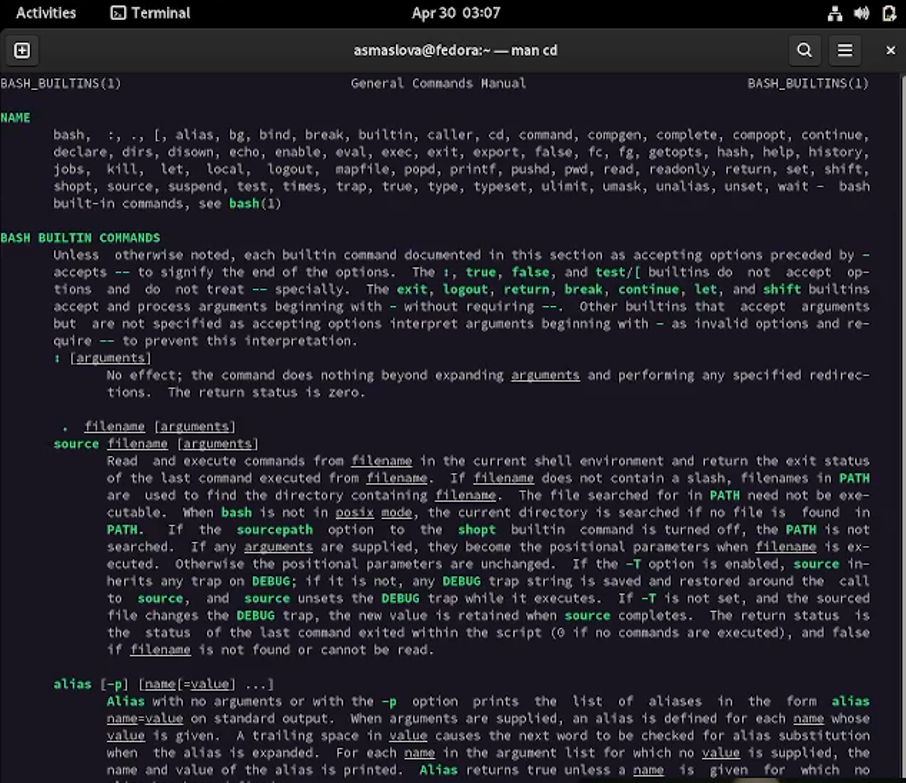 Activities Terminal Apr 30 03:07
asmaslova@fedora:~ — man cd
BASH_BUILTINS(1) General Commands Manual BASH_BUILTINS(1)
NAME
bash, :, ., [, alias, bg, bind, break, builtin, caller, cd, command, compgen, complete, compopt, continue,
declare, dirs, disown, echo, enable, eval, exec, exit, export, false, fc, fg, getopts, hash, help, history,
jobs, kill, let, local, logout, mapfile, popd, printf, pushd, pwd, read, readonly, return, set, shift,
shopt, source, suspend, test, times, trap, true, type, typeset, ulimit, umask, unalias, unset, wait - bash
built-in commands, see bash(1)
BASH BUILTIN COMMANDS
Unless otherwise noted, each builtin command documented in this section as accepting options preceded by -
accepts -- to signify the end of the options. The :, true, false, and test/[ builtins do not accept op-
tions and do not treat -- specially. The exit, logout, return, break, continue, let, and shift builtins
accept and process arguments beginning with - without requiring --. Other builtins that accept arguments
but are not specified as accepting options interpret arguments beginning with - as invalid options and re-
quire -- to prevent this interpretation.
: [arguments]
No effect; the command does nothing beyond expanding arguments and performing any specified redirec-
tions. The return status is zero.
. filename [arguments]
source filename [arguments]
Read and execute commands from filename in the current shell environment and return the exit status
of the last command executed from filename. If filename does not contain a slash, filenames in PATH
are used to find the directory containing filename. The file searched for in PATH need not be exe-
cutable. When bash is not in posix mode, the current directory is searched if no file is found in
PATH. If the sourcepath option to the shopt builtin command is turned off, the PATH is not
searched. If any arguments are supplied, they become the positional parameters when filename is ex-
ecuted. Otherwise the positional parameters are unchanged. If the -T option is enabled, source in-
herits any trap on DEBUG; if it is not, any DEBUG trap string is saved and restored around the call
to source, and source unsets the DEBUG trap while it executes. If -T is not set, and the sourced
file changes the DEBUG trap, the new value is retained when source completes. The return status is
the status of the last command exited within the script (0 if no commands are executed), and false
if filename is not found or cannot be read.
alias [-p] [name[=value] ...]
Alias with no arguments or with the -p option prints the list of aliases in the form alias
name=value on standard output. When arguments are supplied, an alias is defined for each name whose
value is given. A trailing space in value causes the next word to be checked for alias substitution
when the alias is expanded. For each name in the argument list for which no value is supplied, the
name and value of the alias is printed. Alias returns true unless a name is given for which no